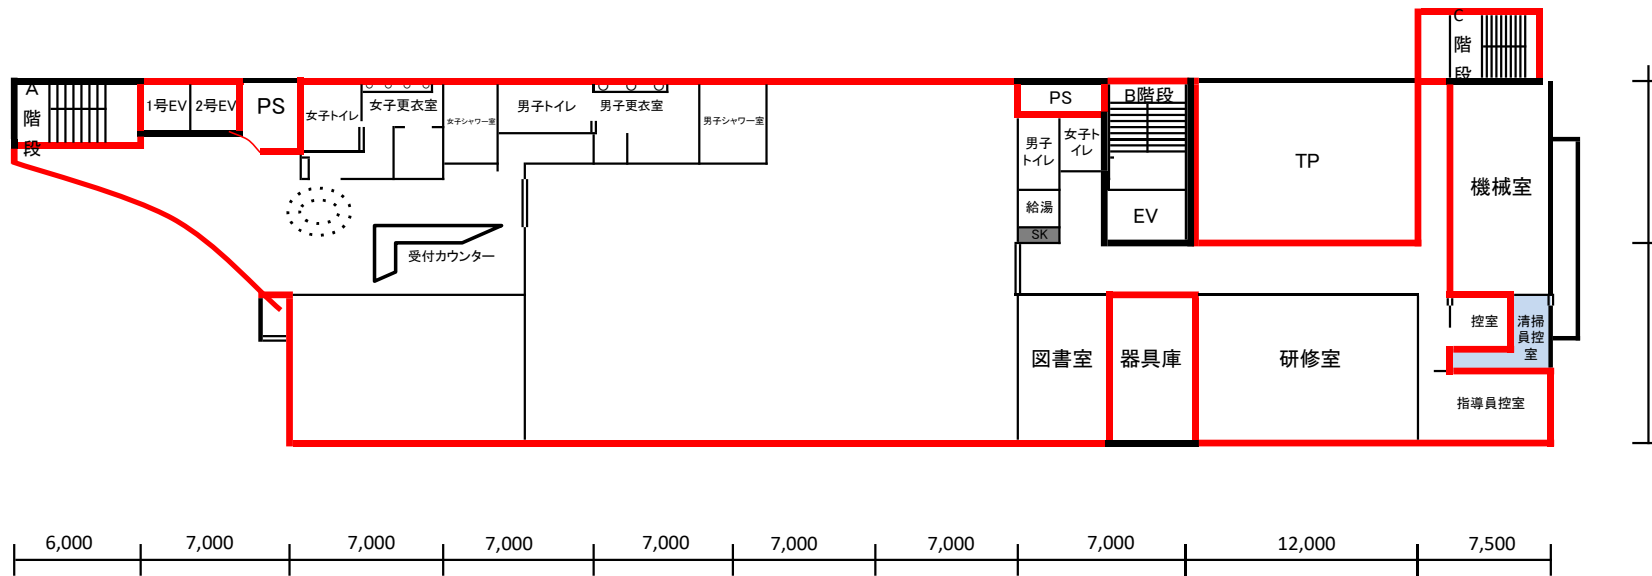 C
階
段
A
階
段
1号EV
2号EV
PS
女子トイレ
女子更衣室
女子シャワー室
男子トイレ
男子更衣室
男子シャワー室
PS
B階段
男子
トイレ
女子ト
イレ
TP
機械室
給湯
EV
SK
受付カウンター
控室
清掃
員控
室
図書室
器具庫
研修室
指導員控室
6,000
7,000
7,000
7,000
7,000
7,000
7,000
7,000
12,000
7,500